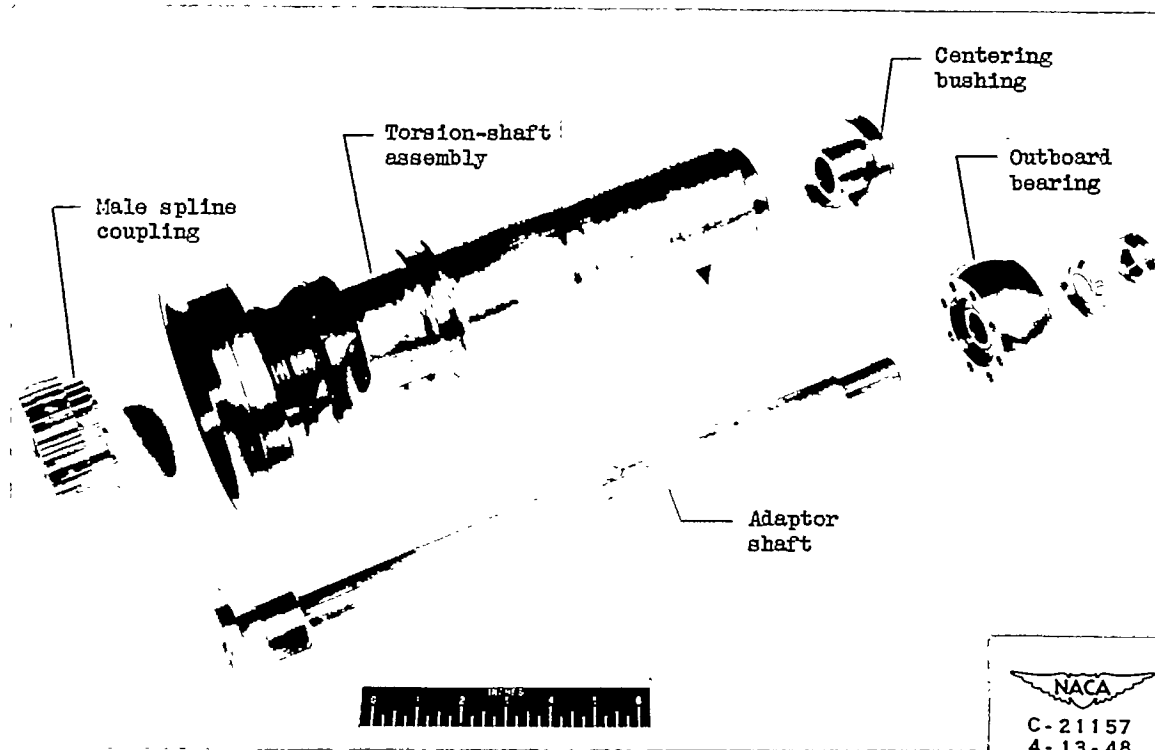 Centering
bushing
Torsion-shaft
assembly
Outboard
bearing
Male spline
coupling
Adaptor
shaft
INCHES
0 1 2 3 4 5 6
NACA
C-21157
4-13-48